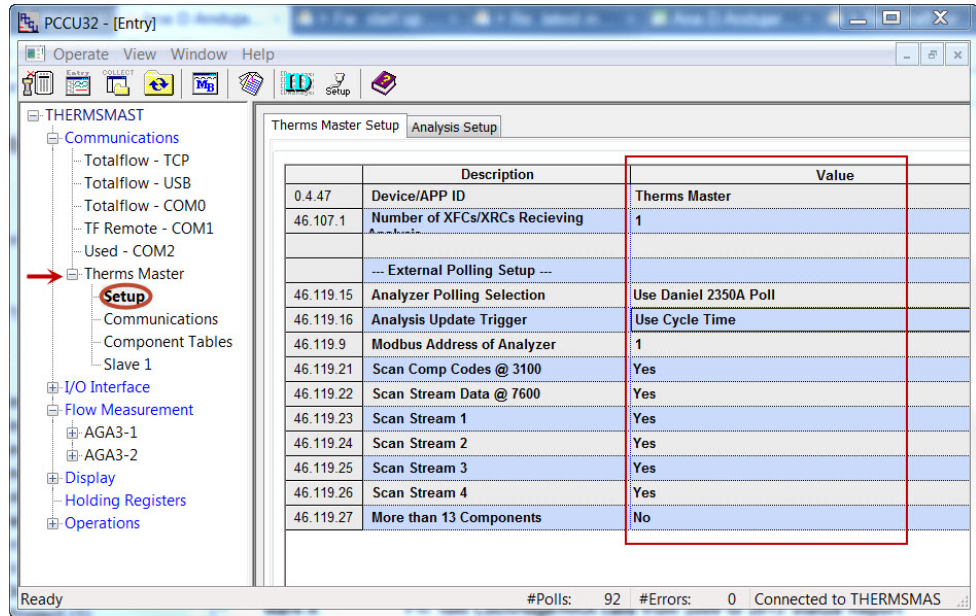 PCCU32 - [Entry]
Operate View Window Help
Entry
COLLECT
MB
Setup
THERMSMAST
Communications
Totalflow - TCP
Totalflow - USB
Totalflow - COM0
TF Remote - COM1
Used - COM2
Therms Master
Setup
Communications
Component Tables
Slave 1
I/O Interface
Flow Measurement
AGA3-1
AGA3-2
Display
Holding Registers
Operations
Therms Master Setup Analysis Setup
Description Value
0.4.47 Device/APP ID Therms Master
46.107.1 Number of XFCs/XRCs Recieving 1
--- External Polling Setup ---
46.119.15 Analyzer Polling Selection Use Daniel 2350A Poll
46.119.16 Analysis Update Trigger Use Cycle Time
46.119.9 Modbus Address of Analyzer 1
46.119.21 Scan Comp Codes @ 3100 Yes
46.119.22 Scan Stream Data @ 7600 Yes
46.119.23 Scan Stream 1 Yes
46.119.24 Scan Stream 2 Yes
46.119.25 Scan Stream 3 Yes
46.119.26 Scan Stream 4 Yes
46.119.27 More than 13 Components No
Ready #Polls: 92 #Errors: 0 Connected to THERMSMAS